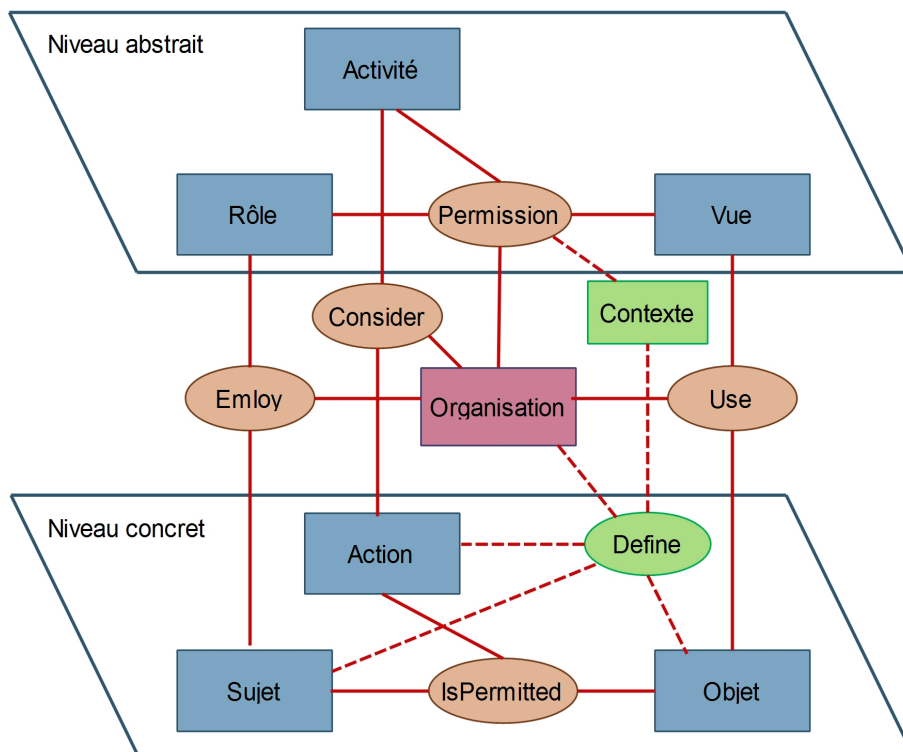 Niveau abstrait
Activité
Rôle
Permission
Vue
Contexte
Consider
Emloy
Organisation
Use
Niveau concret
Action
Define
Sujet
IsPermitted
Objet